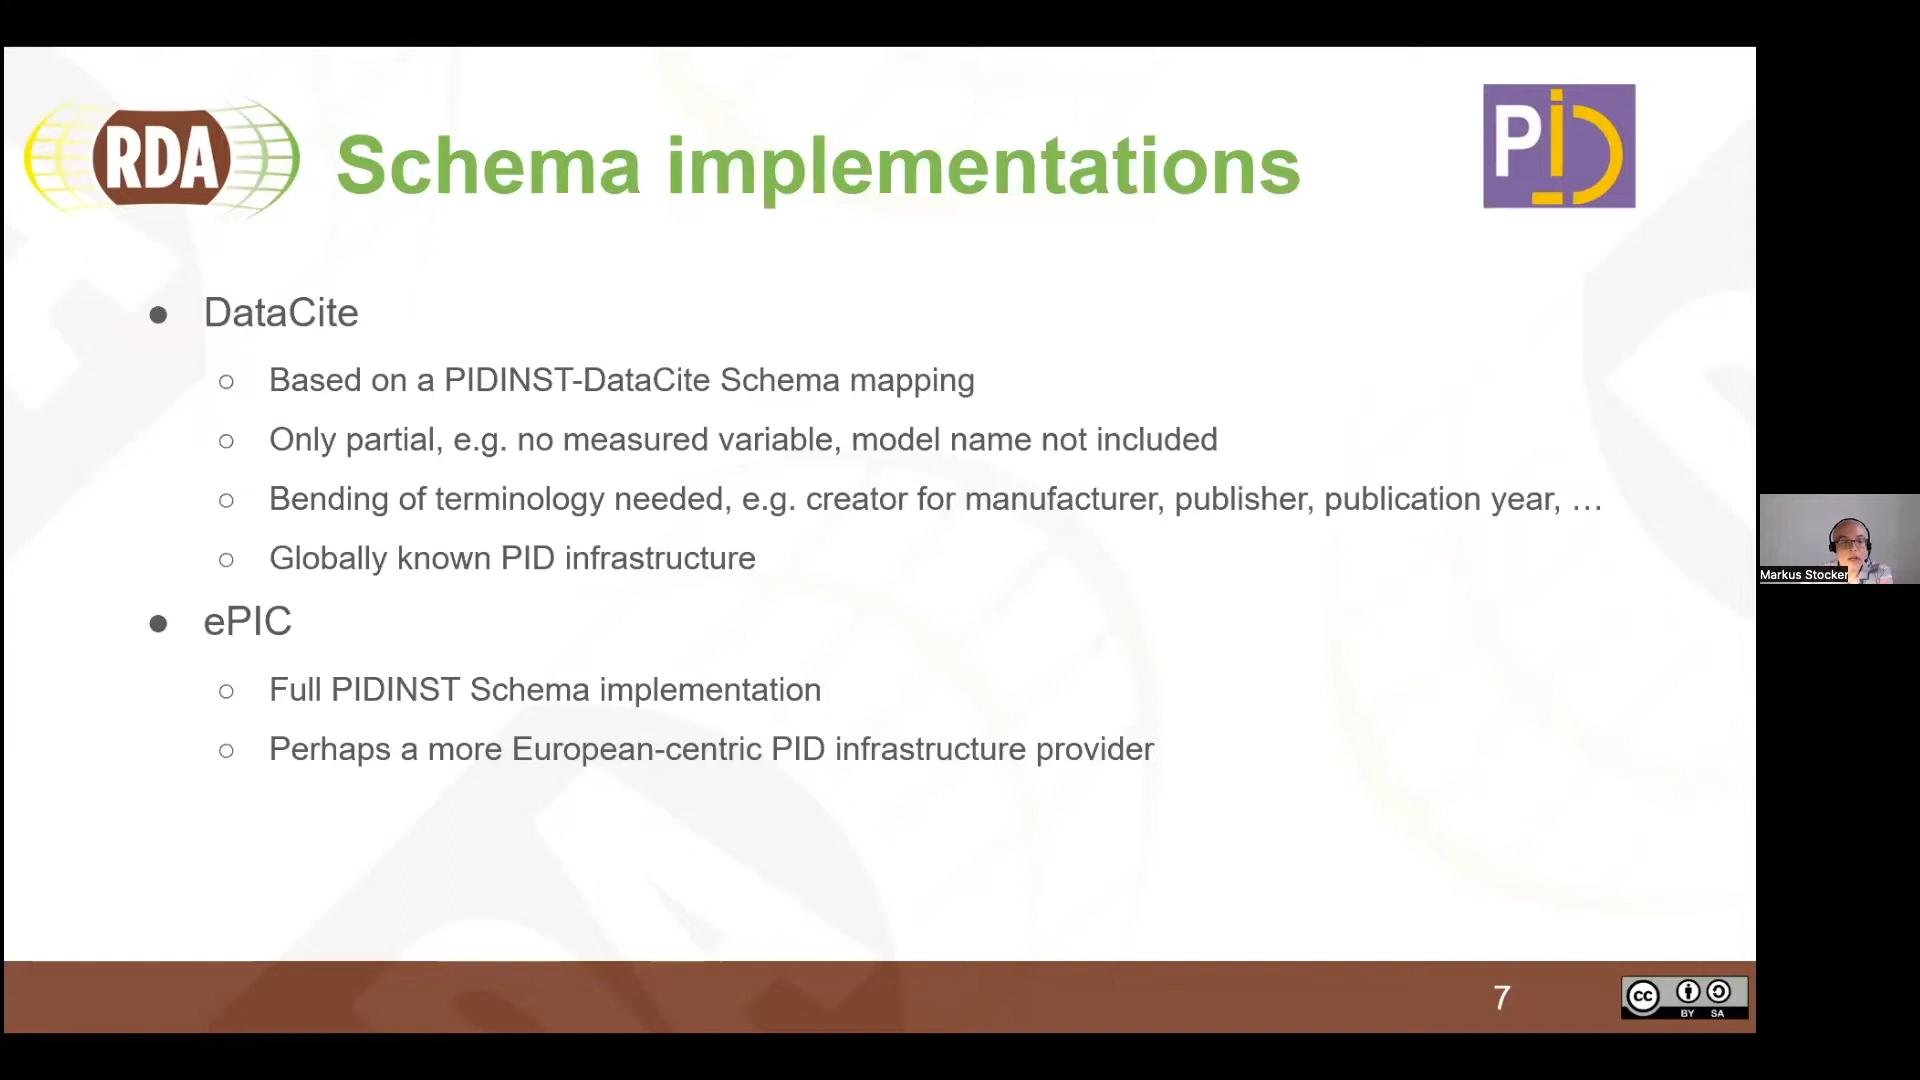 RDA
Schema implementations
PiD
● DataCite
○ Based on a PIDINST-DataCite Schema mapping
○ Only partial, e.g. no measured variable, model name not included
○ Bending of terminology needed, e.g. creator for manufacturer, publisher, publication year, …
○ Globally known PID infrastructure
● ePIC
○ Full PIDINST Schema implementation
○ Perhaps a more European-centric PID infrastructure provider
Markus Stocker
7
cc
BY SA